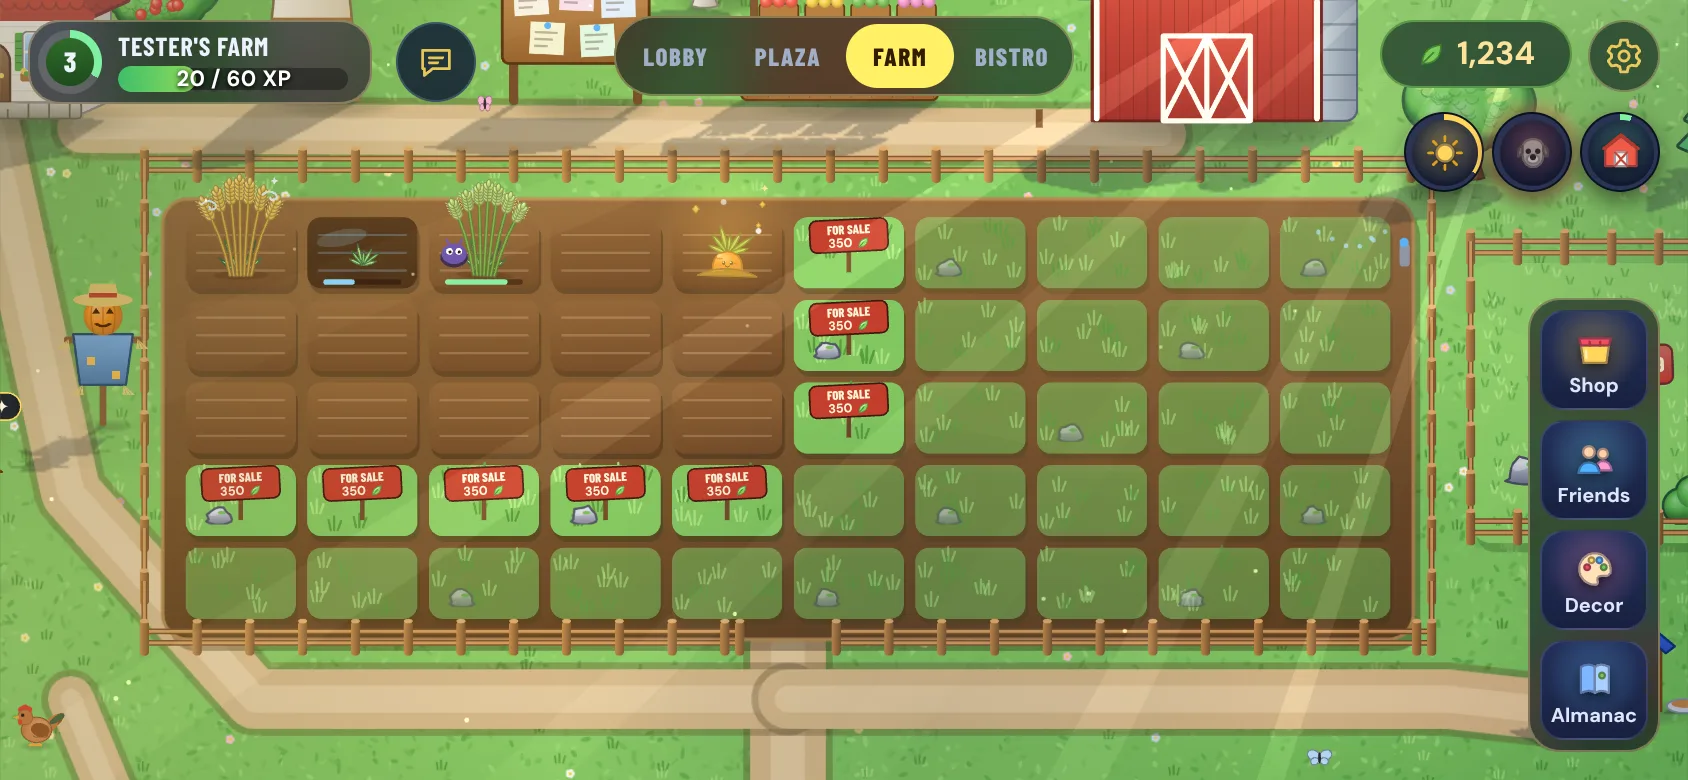 3
TESTER'S FARM
20 / 60 XP
LOBBY
PLAZA
FARM
BISTRO
1,234
FOR SALE
350
FOR SALE
350
FOR SALE
350
FOR SALE
350
FOR SALE
350
FOR SALE
350
FOR SALE
350
FOR SALE
350
Shop
Friends
Decor
Almanac